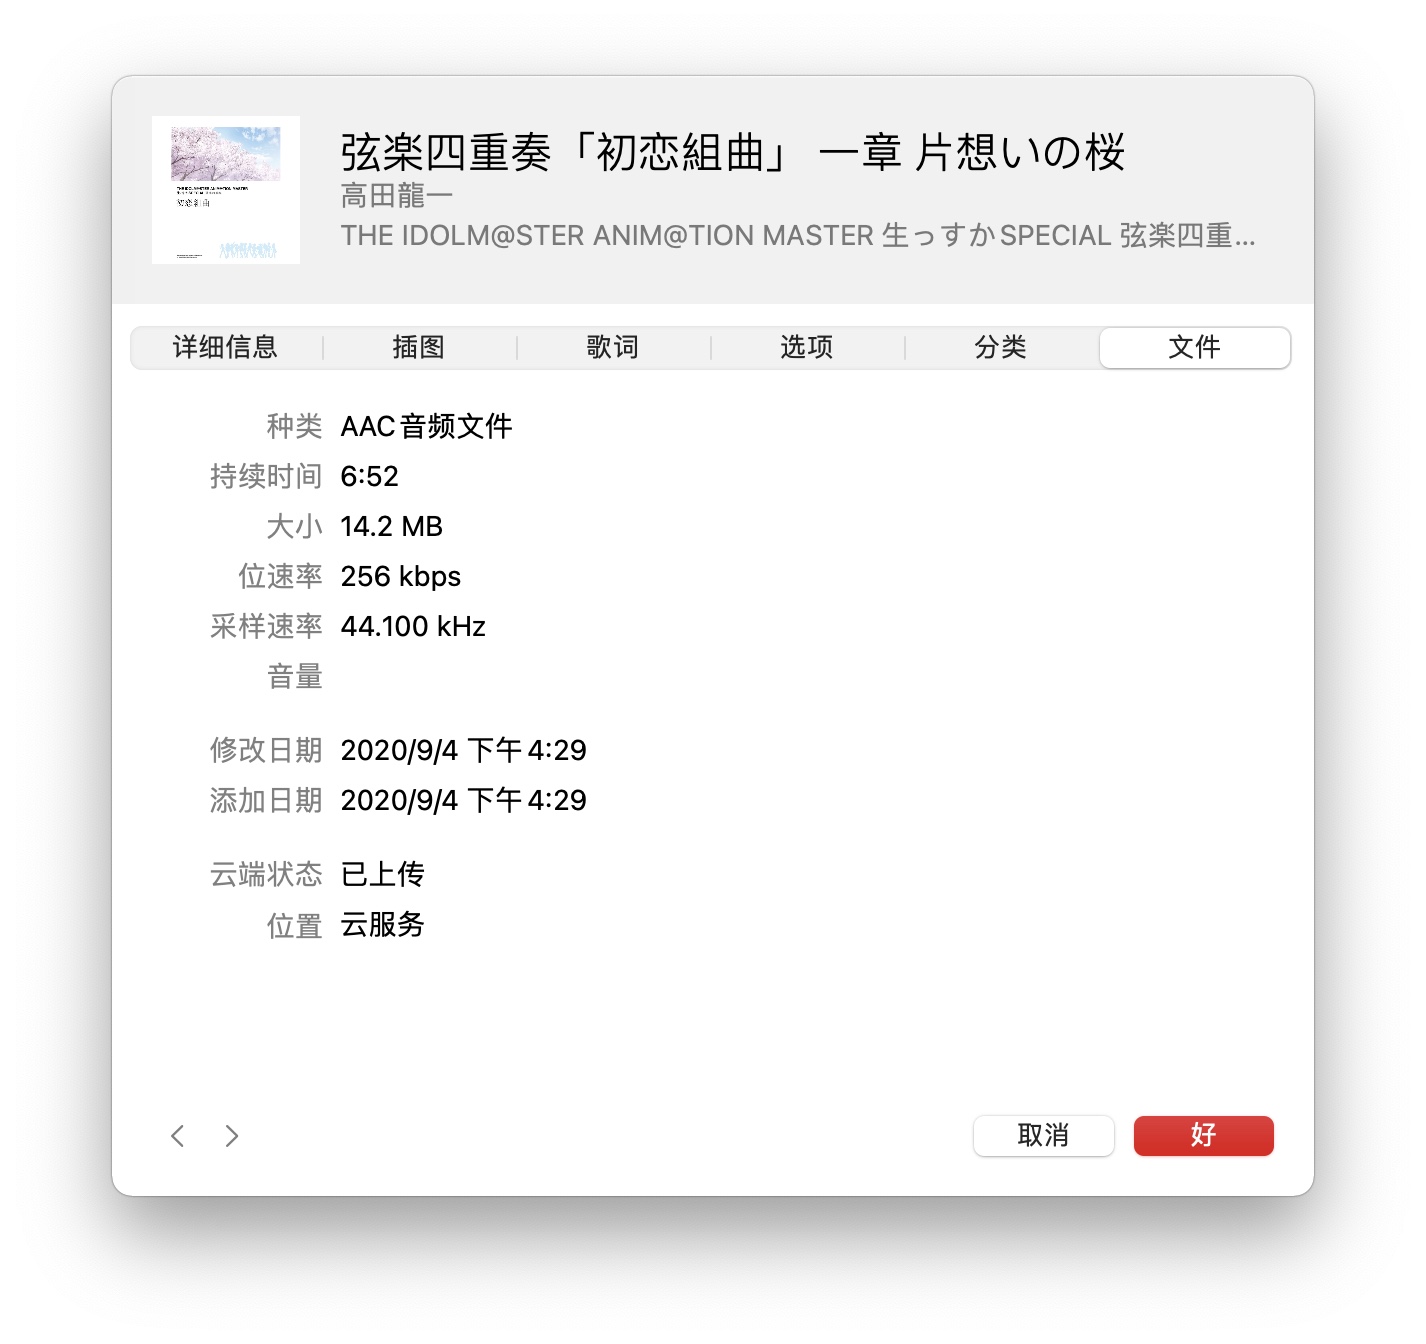 弦楽四重奏「初恋組曲」 一章 片想いの桜
高田龍一
THE IDOLM@STER ANIM@TION MASTER 生っすかSPECIAL 弦楽四重...
THE IDOLM@STER ANIM@TION MASTER
初恋組曲
详细信息 插图 歌词 选项 分类 文件
种类 AAC音频文件
持续时间 6:52
大小 14.2 MB
位速率 256 kbps
采样速率 44.100 kHz
音量
修改日期 2020/9/4 下午4:29
添加日期 2020/9/4 下午4:29
云端状态 已上传
位置 云服务
取消 好